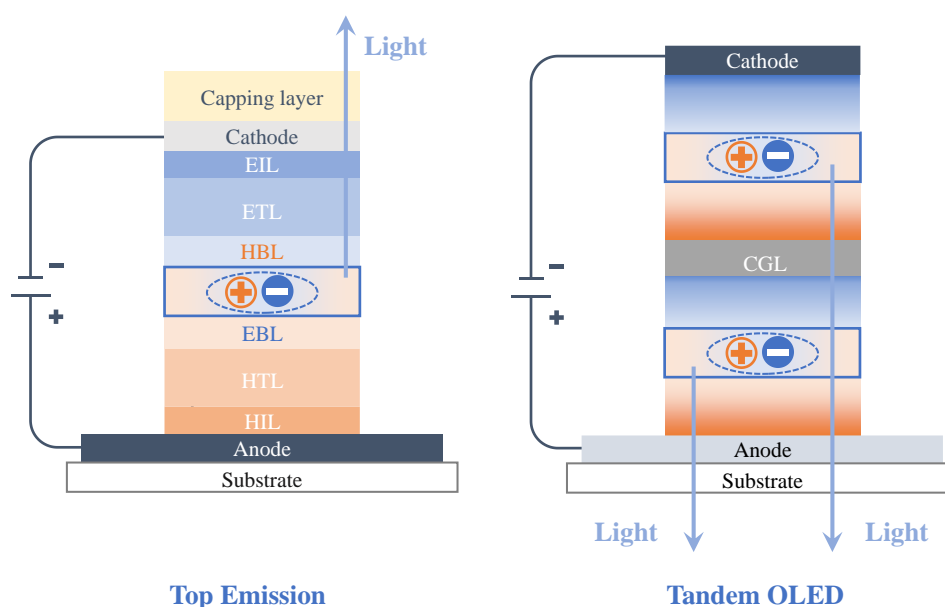 Light
Capping layer
Cathode
EIL
ETL
HBL
EBL
HTL
HIL
Anode
Substrate
Top Emission
Cathode
CGL
Anode
Substrate
Light
Light
Tandem OLED